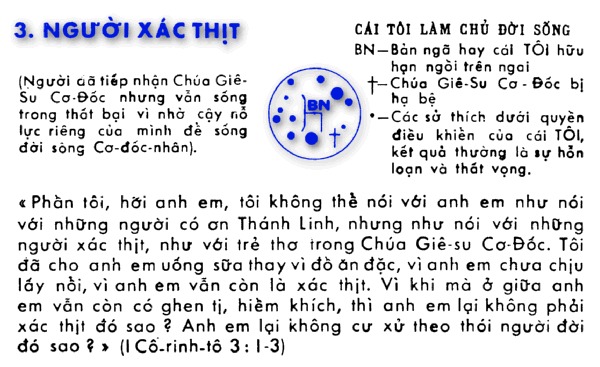 3. NGƯỜI XÁC THỊT
(Người đã tiếp nhận Chúa Giê-
Su Cơ-Đốc nhưng vẫn sống
trong thất bại vì nhờ cậy nỗ
lực riêng của mình để sống
đời sống Cơ-đốc-nhân).
BN
CÁI TÔI LÀM CHỦ ĐỜI SỐNG
BN—Bản ngã hay cái TÔI hữu
hạn ngồi trên ngai
†—Chúa Giê-Su Cơ-Đốc bị
hạ bệ
•—Các sở thích dưới quyền
điều khiển của cái TÔI,
kết quả thường là sự hỗn
loạn và thất vọng.
« Phần tôi, hỡi anh em, tôi không thể nói với anh em như nói
với những người có ơn Thánh Linh, nhưng như nói với những
người xác thịt, như với trẻ thơ trong Chúa Giê-su Cơ-Đốc. Tôi
đã cho anh em uống sữa thay vì đồ ăn đặc, vì anh em chưa chịu
lấy nổi, vì anh em vẫn còn là xác thịt. Vì khi mà ở giữa anh
em vẫn còn có ghen tị, hiềm khích, thì anh em lại không phải
xác thịt đó sao ? Anh em lại không cư xử theo thói người đời
đó sao ? » (I Cô-rinh-tô 3 : 1-3)